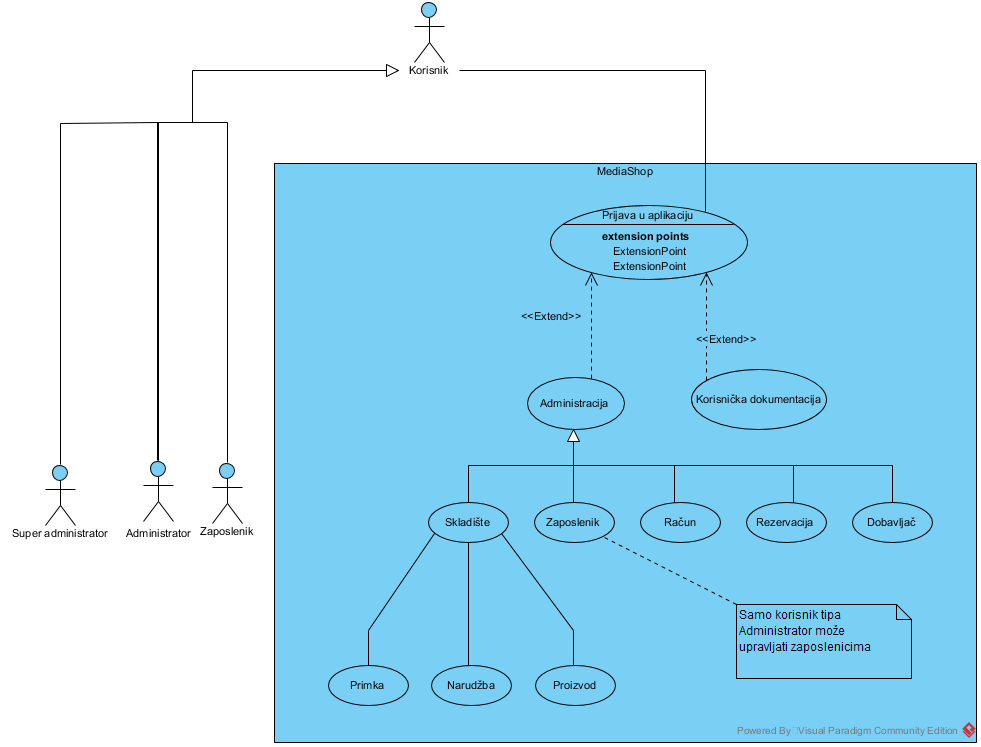 Korisnik
MediaShop
Prijava u aplikaciju
extension points
ExtensionPoint
ExtensionPoint
<<Extend>>
<<Extend>>
Administracija
Korisnička dokumentacija
Super administrator
Administrator
Zaposlenik
Skladište
Zaposlenik
Račun
Rezervacija
Dobavljač
Samo korisnik tipa
Administrator može
upravljati zaposlenicima
Primka
Narudžba
Proizvod
Powered By Visual Paradigm Community Edition